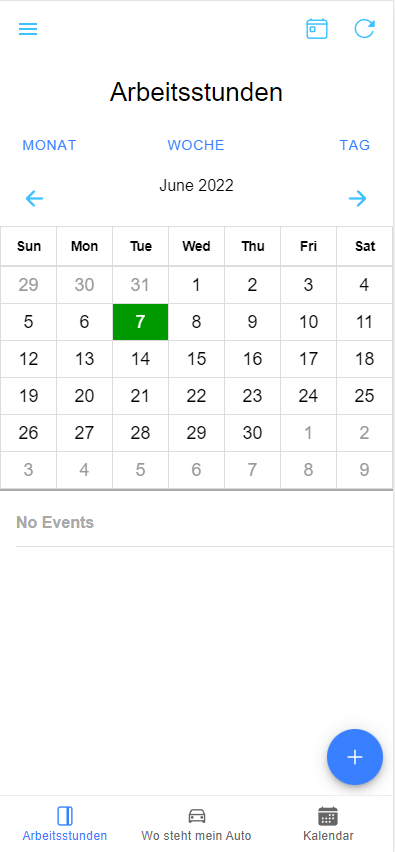 Arbeitsstunden
MONAT WOCHE TAG
June 2022
Sun Mon Tue Wed Thu Fri Sat
29 30 31 1 2 3 4
5 6 7 8 9 10 11
12 13 14 15 16 17 18
19 20 21 22 23 24 25
26 27 28 29 30 1 2
3 4 5 6 7 8 9
No Events
Arbeitsstunden Wo steht mein Auto Kalendar